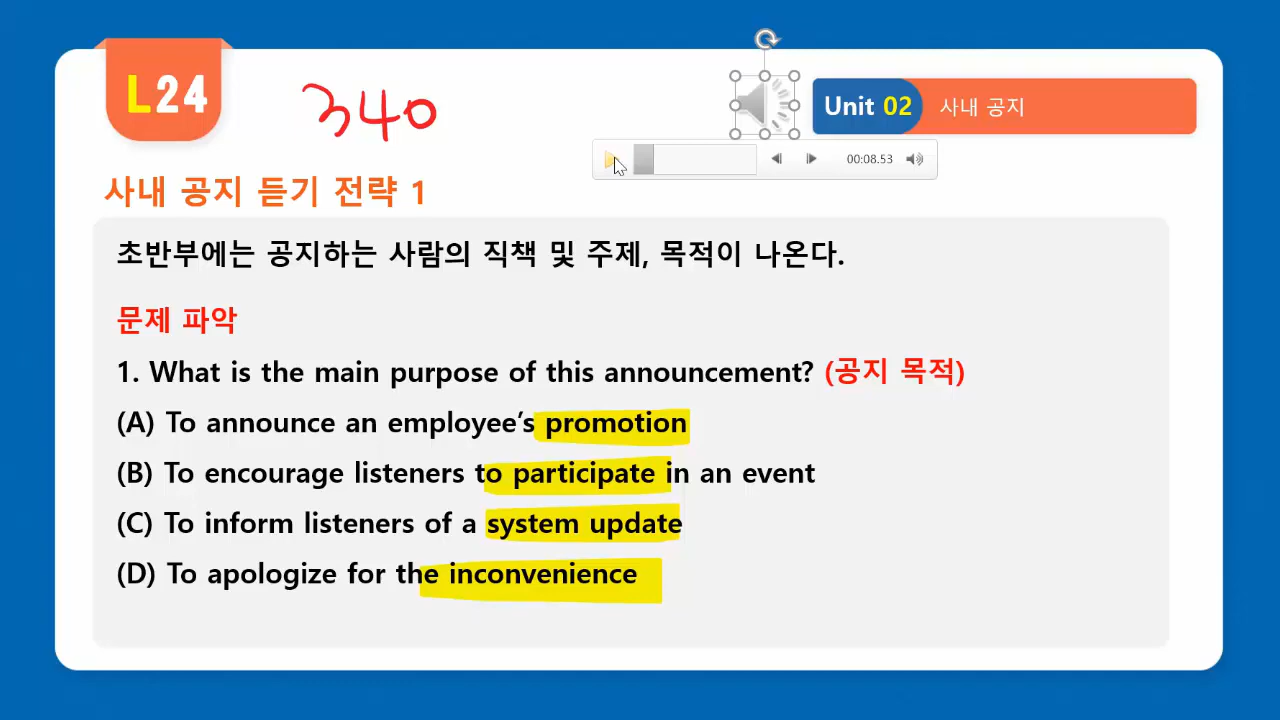 L24
340
Unit 02
사내 공지
00:08.53
사내 공지 듣기 전략 1
초반부에는 공지하는 사람의 직책 및 주제, 목적이 나온다.
문제 파악
1. What is the main purpose of this announcement? (공지 목적)
(A) To announce an employee’s promotion
(B) To encourage listeners to participate in an event
(C) To inform listeners of a system update
(D) To apologize for the inconvenience